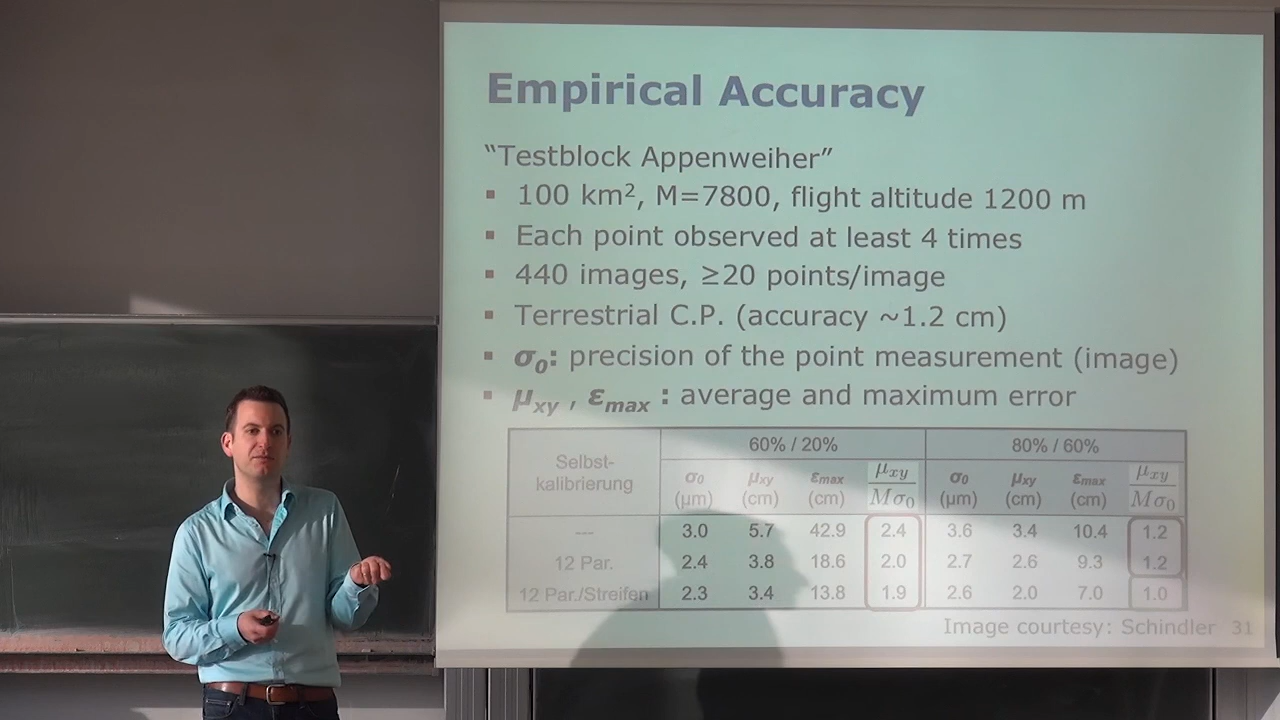 Empirical Accuracy
“Testblock Appenweiher”
▪ 100 km², M=7800, flight altitude 1200 m
▪ Each point observed at least 4 times
▪ 440 images, ≥20 points/image
▪ Terrestrial C.P. (accuracy ~1.2 cm)
▪ σ₀: precision of the point measurement (image)
▪ μxy , εmax : average and maximum error
Selbst-kalibrierung 60% / 20% 80% / 60%
σ₀ (μm) μxy (cm) εmax (cm) μxy/Mσ₀ σ₀ (μm) μxy (cm) εmax (cm) μxy/Mσ₀
--- 3.0 5.7 42.9 2.4 3.6 3.4 10.4 1.2
12 Par. 2.4 3.8 18.6 2.0 2.7 2.6 9.3 1.2
12 Par./Streifen 2.3 3.4 13.8 1.9 2.6 2.0 7.0 1.0
Image courtesy: Schindler 31